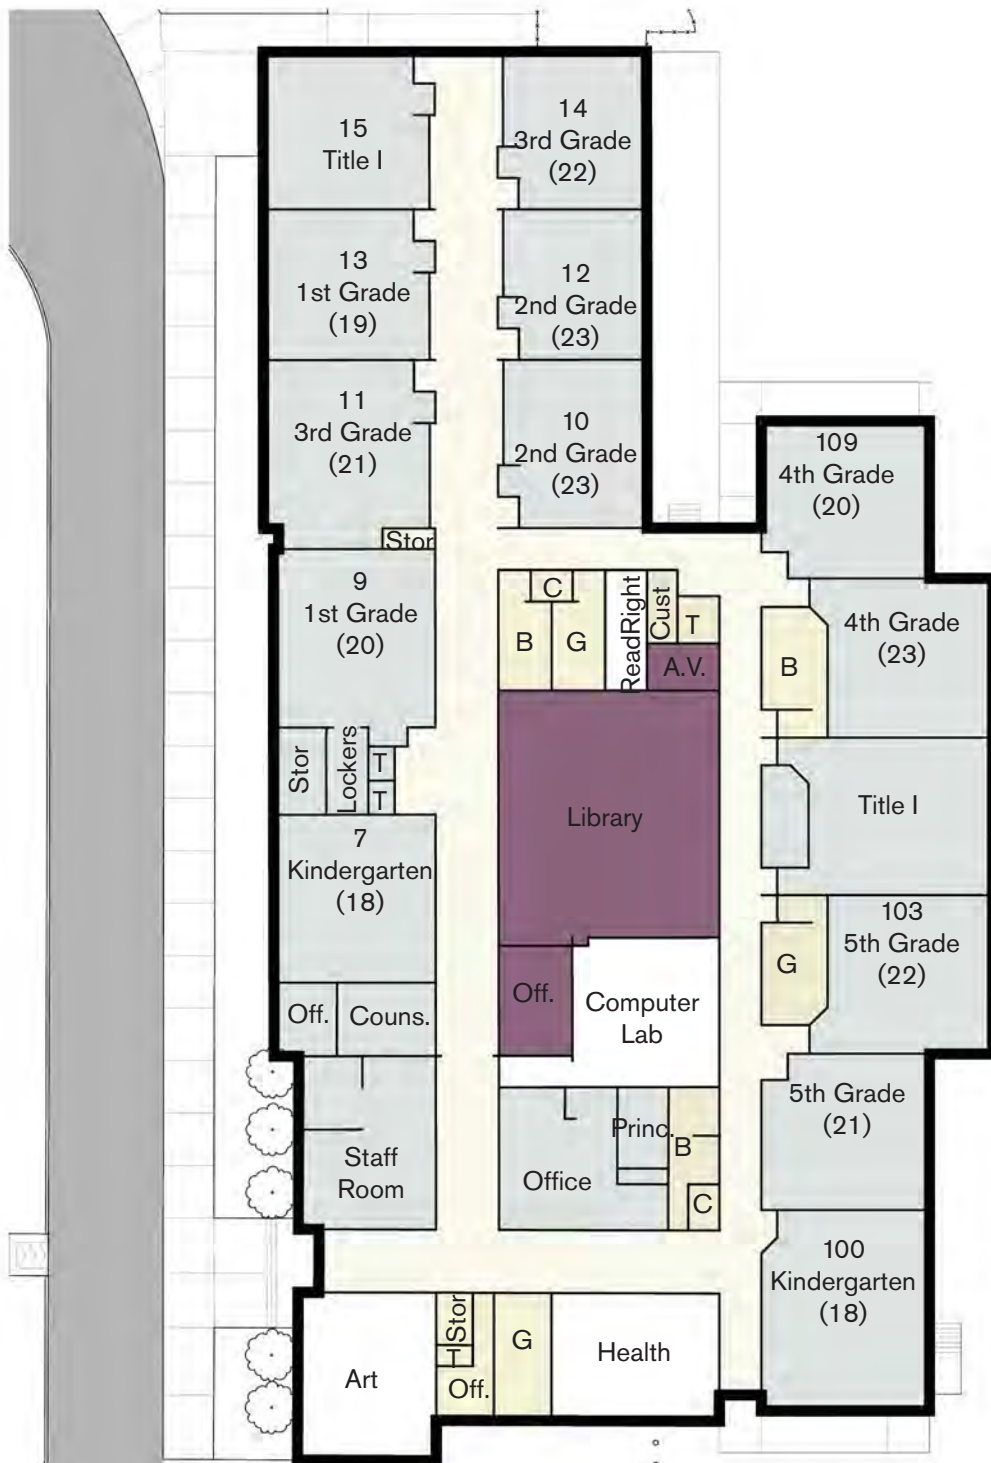 15
Title I
14
3rd Grade
(22)
13
1st Grade
(19)
12
2nd Grade
(23)
11
3rd Grade
(21)
10
2nd Grade
(23)
109
4th Grade
(20)
Stor
9
1st Grade
(20)
C
B
G
ReadRight
Cust
T
A.V.
B
4th Grade
(23)
Stor
Lockers
T
T
Library
Title I
7
Kindergarten
(18)
103
5th Grade
(22)
G
Off.
Couns.
Off.
Computer
Lab
5th Grade
(21)
Staff
Room
Office
Princ.
B
C
100
Kindergarten
(18)
Art
Stor
T
Off.
G
Health